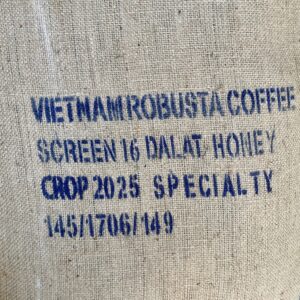 VIETNAM ROBUSTA COFFEE
SCREEN 16 DALAT HONEY
CROP 2025 SPECIALTY
145/1706/149